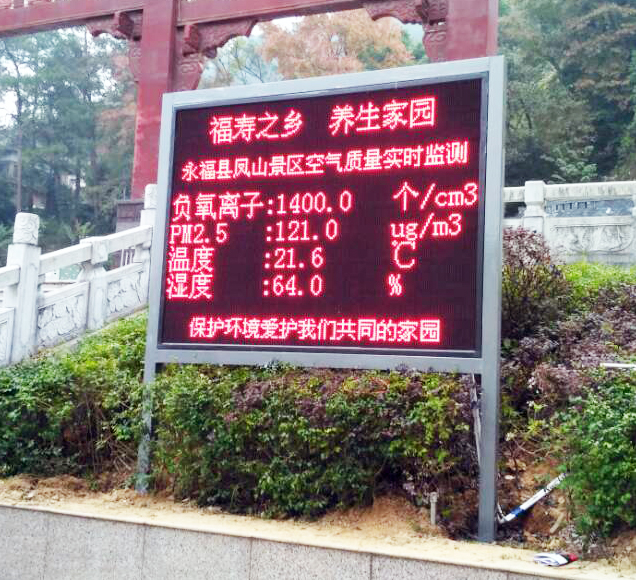 福寿之乡 养生家园
永福县凤山景区空气质量实时监测
负氧离子:1400.0 个/cm3
PM2.5 :121.0 ug/m3
温度 :21.6 ℃
湿度 :64.0 %
保护环境爱护我们共同的家园